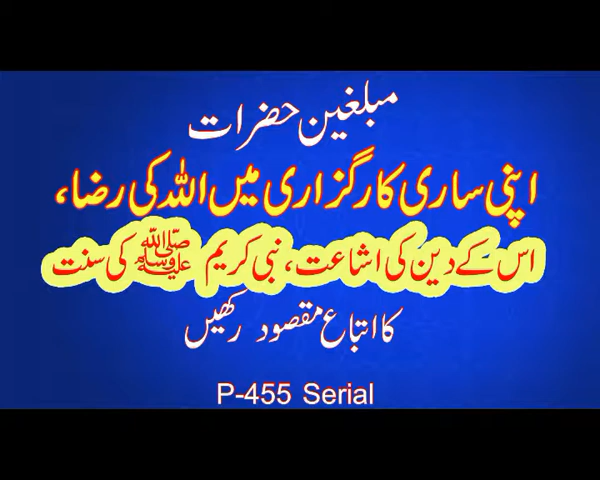 مبلغین حضرات
اپنی ساری کارگزاری میں اللہ کی رضا،
اس کے دین کی اشاعت، نبی کریم ﷺ کی سنت
کا اتباع مقصود رکھیں
P-455 Serial